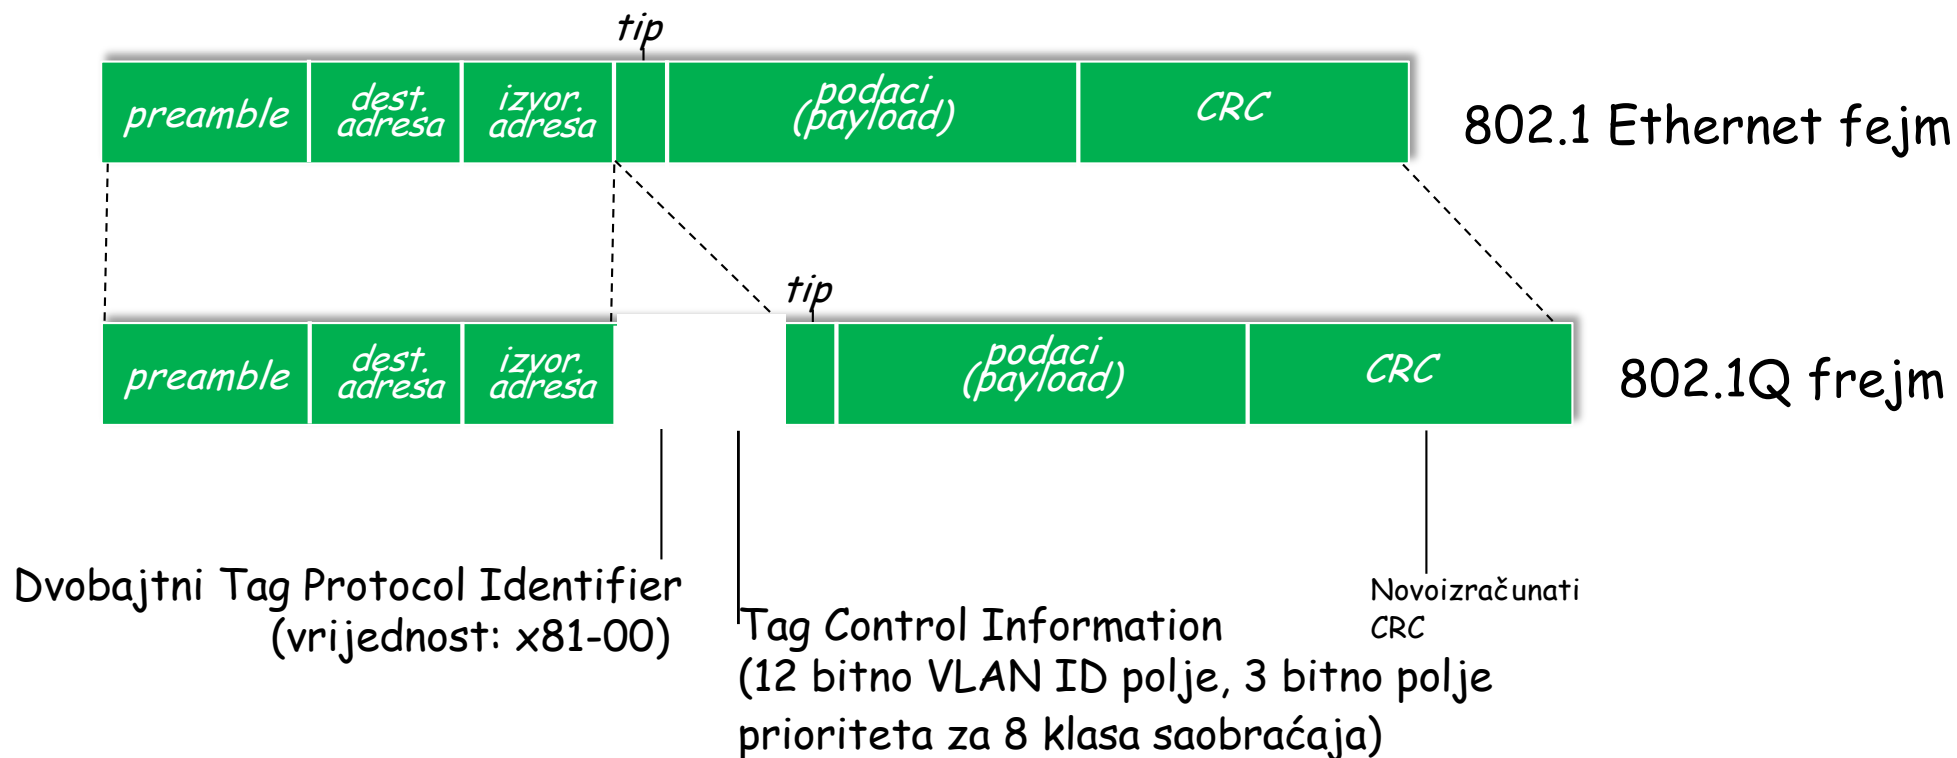 tip
preamble
dest.
adresa
izvor.
adresa
podaci
(payload)
CRC
802.1 Ethernet fejm
tip
preamble
dest.
adresa
izvor.
adresa
podaci
(payload)
CRC
802.1Q frejm
Dvobajtni Tag Protocol Identifier
(vrijednost: x81-00)
Tag Control Information
(12 bitno VLAN ID polje, 3 bitno polje
prioriteta za 8 klasa saobraćaja)
Novoizračunati
CRC